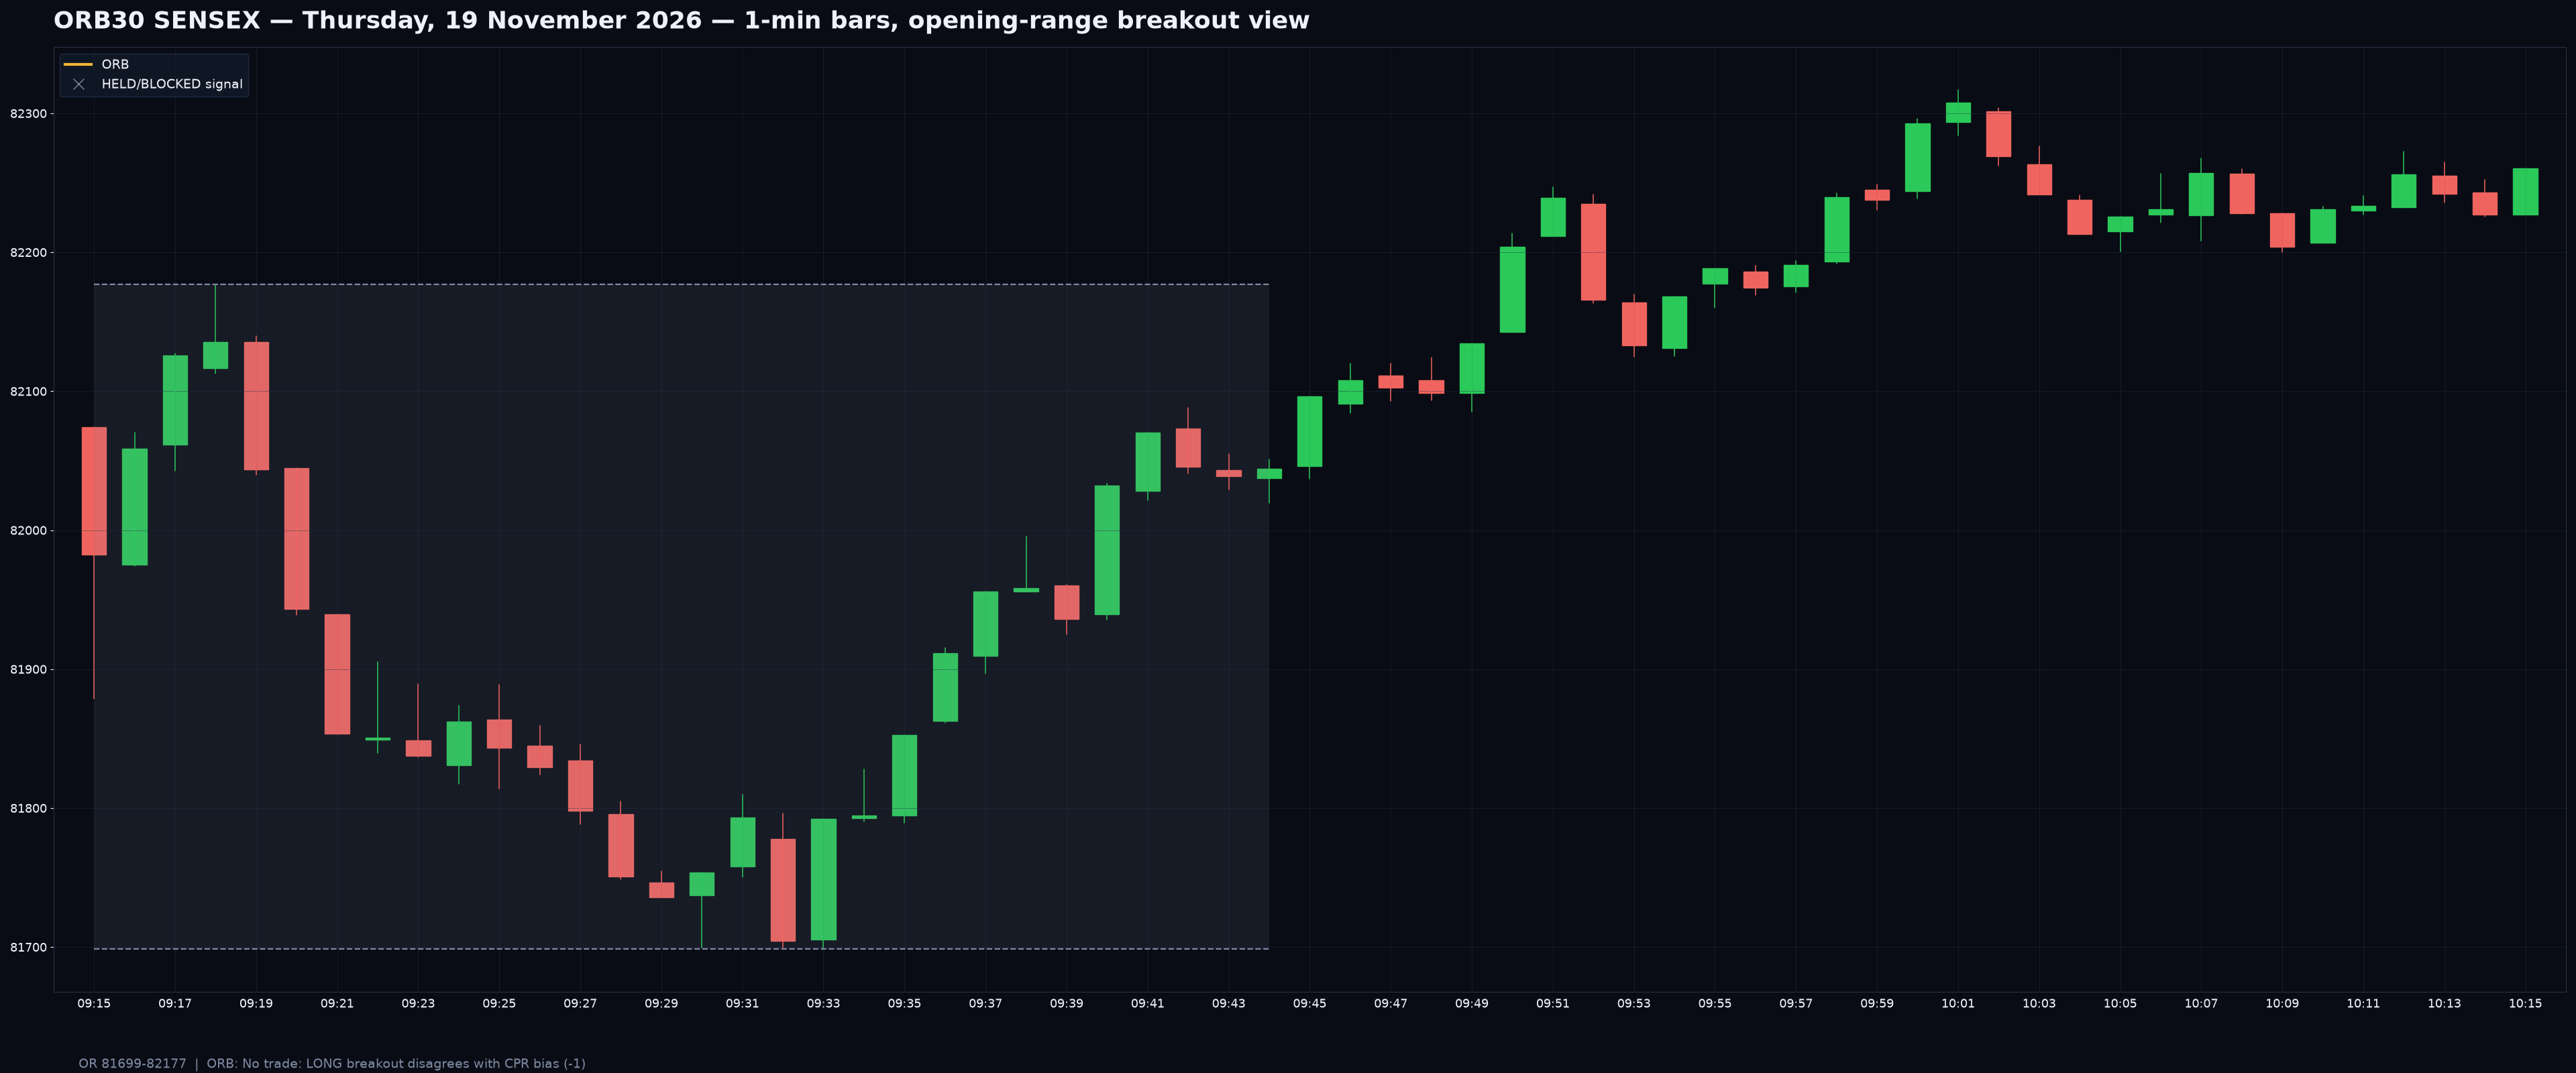 ORB30 SENSEX — Thursday, 19 November 2026 — 1-min bars, opening-range breakout view
ORB
HELD/BLOCKED signal
82300
82200
82100
82000
81900
81800
81700
09:15 09:17 09:19 09:21 09:23 09:25 09:27 09:29 09:31 09:33 09:35 09:37 09:39 09:41 09:43 09:45 09:47 09:49 09:51 09:53 09:55 09:57 09:59 10:01 10:03 10:05 10:07 10:09 10:11 10:13 10:15
OR 81699-82177 | ORB: No trade: LONG breakout disagrees with CPR bias (-1)